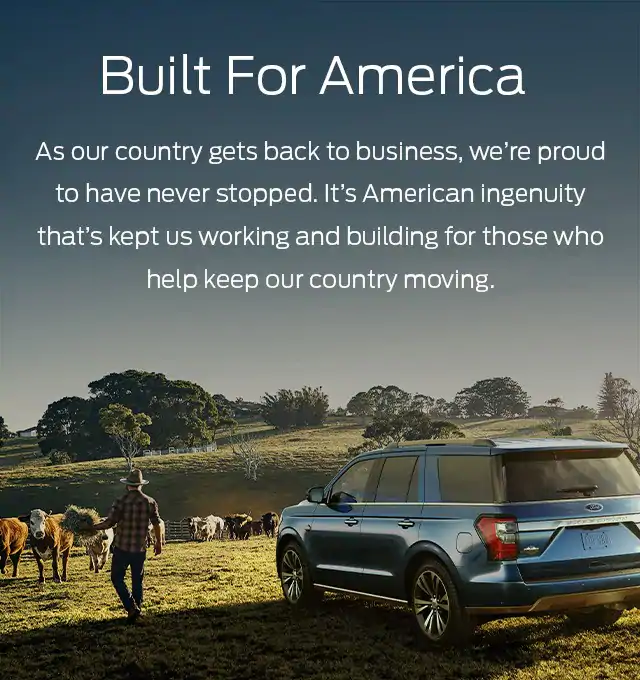 Built For America
As our country gets back to business, we're proud
to have never stopped. It's American ingenuity
that's kept us working and building for those who
help keep our country moving.
Ford